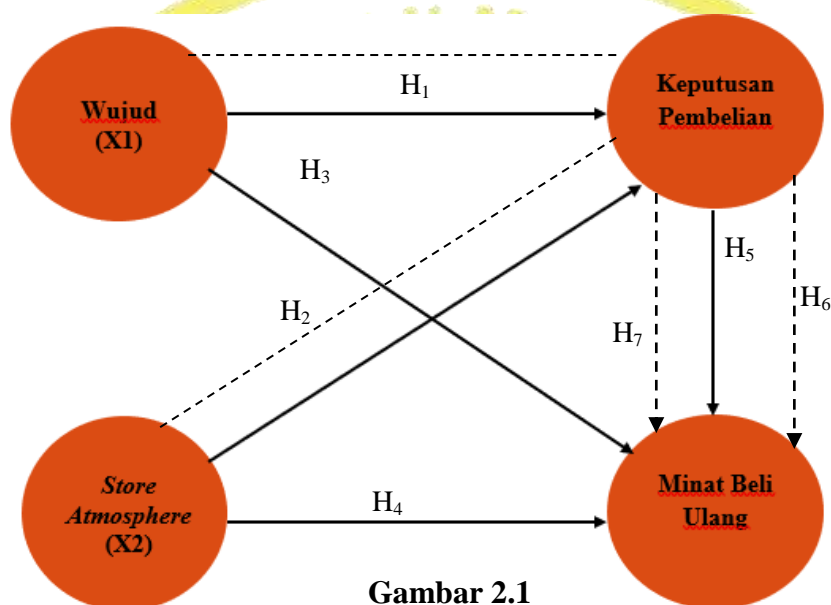 H₁
Wujud
(X1)
Keputusan
Pembelian
H₃
H₂
H₅
H₆
H₇
Store
Atmosphere
(X2)
H₄
Minat Beli
Ulang
Gambar 2.1